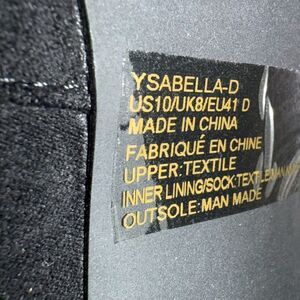 YSABELLA-D
US10/UK8/EU41 D
MADE IN CHINA
FABRIQUÉ EN CHINE
UPPER:TEXTILE
INNER LINING/SOCK:TEXTILE/MAN
OUTSOLE:MAN MADE